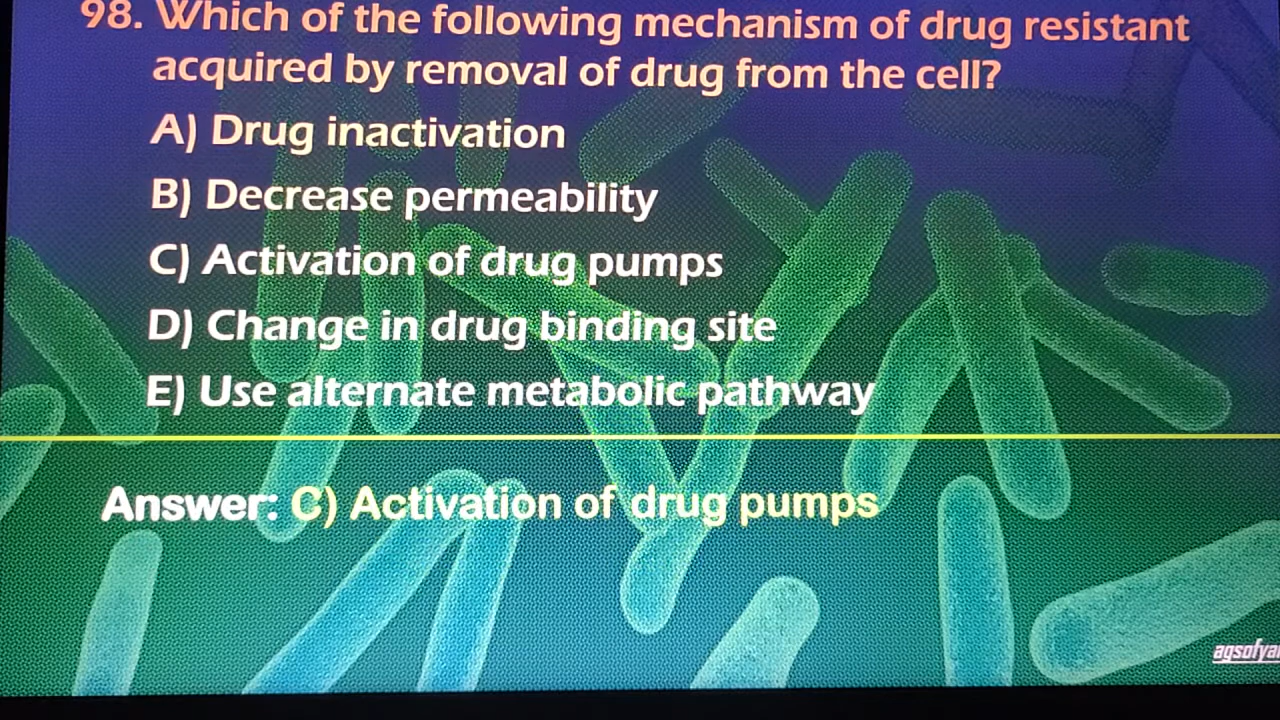 98. Which of the following mechanism of drug resistant
acquired by removal of drug from the cell?
A) Drug inactivation
B) Decrease permeability
C) Activation of drug pumps
D) Change in drug binding site
E) Use alternate metabolic pathway
Answer: C) Activation of drug pumps